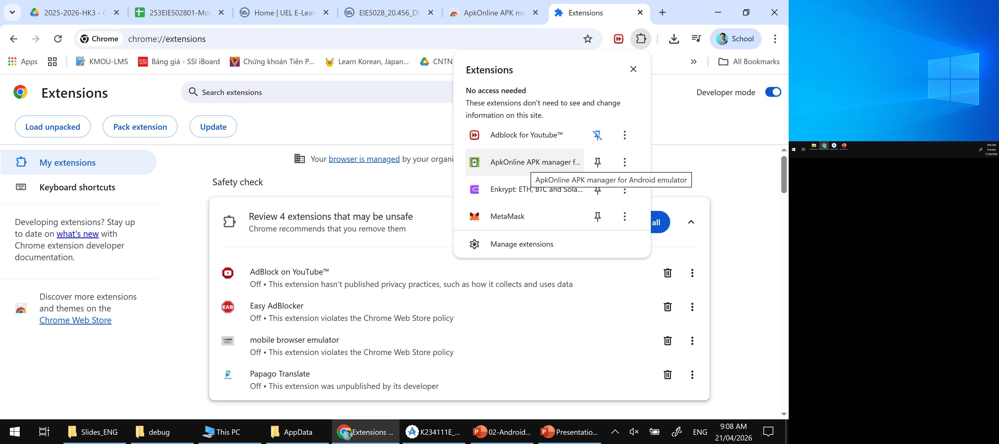 2025-2026-HK3 -
253EIE502801-Mo
Home | UEL E-Lear
EIE5028_20.456_DH
ApkOnline APK ma
Extensions
Chrome
chrome://extensions
School
Apps
KMOU-LMS
SSI
Bảng giá - SSI iBoard
Chứng khoán Tiên P...
Learn Korean, Japan...
CNTN
All Bookmarks
Extensions
Search extensions
Developer mode
Load unpacked
Pack extension
Update
Extensions
No access needed
These extensions don't need to see and change
information on this site.
Adblock for Youtube™
ApkOnline APK manager f...
ApkOnline APK manager for Android emulator
Enkrypt: ETH, BTC and Sola...
MetaMask
Manage extensions
My extensions
Keyboard shortcuts
Developing extensions? Stay up
to date on what's new with
Chrome extension developer
documentation.
Discover more extensions
and themes on the
Chrome Web Store
Your browser is managed by your organi
Safety check
Review 4 extensions that may be unsafe
Chrome recommends that you remove them
all
AdBlock on YouTube™
Off • This extension hasn't published privacy practices, such as how it collects and uses data
EAB
Easy AdBlocker
Off • This extension violates the Chrome Web Store policy
mobile
mobile browser emulator
Off • This extension violates the Chrome Web Store policy
papago
Papago Translate
Off • This extension was unpublished by its developer
Slides_ENG
debug
This PC
AppData
Extensions ...
K234111E_...
02-Android...
Presentatio...
ENG
9:08 AM
21/04/2026
9:08 AM
Tuesday
21/04/2026